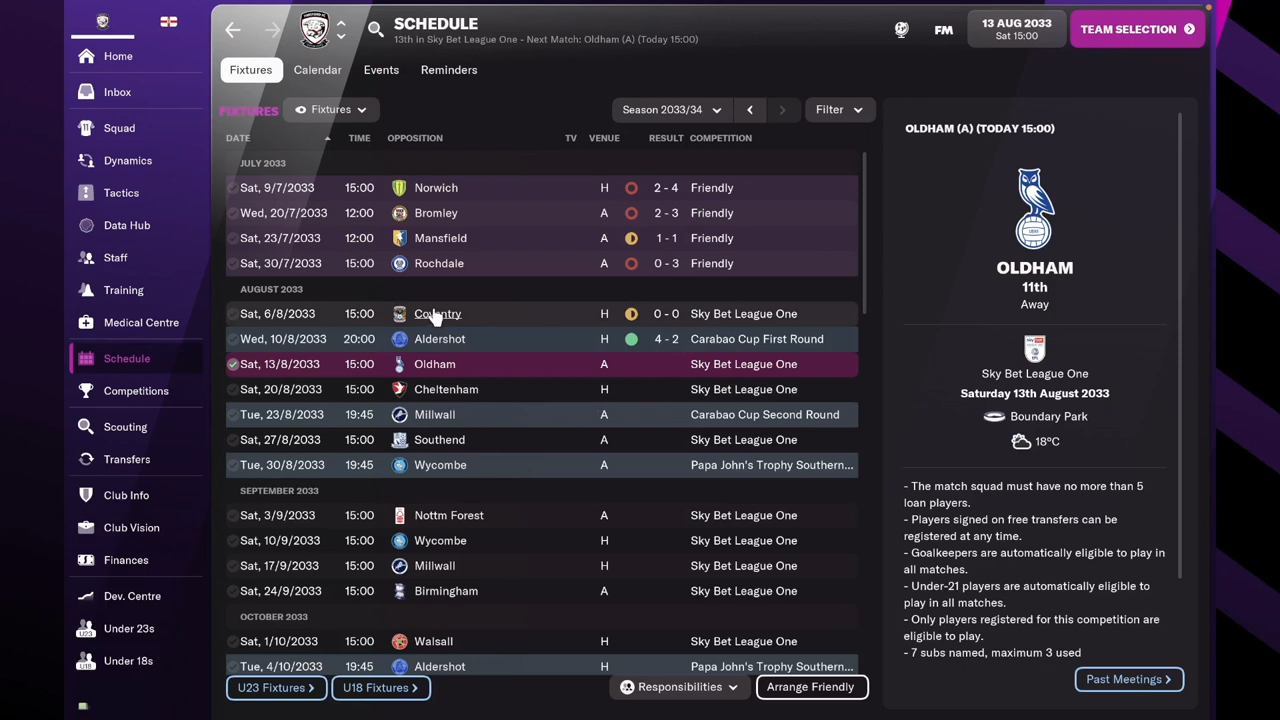 SCHEDULE
13th in Sky Bet League One - Next Match: Oldham (A) (Today 15:00)
FM
13 AUG 2033
Sat 15:00
TEAM SELECTION
Home
Inbox
Squad
Dynamics
Tactics
Data Hub
Staff
Training
Medical Centre
Schedule
Competitions
Scouting
Transfers
Club Info
Club Vision
Finances
Dev. Centre
U23 Under 23s
U18 Under 18s
Fixtures Calendar Events Reminders
FIXTURES Fixtures Season 2033/34 Filter
DATE TIME OPPOSITION TV VENUE RESULT COMPETITION
JULY 2033
Sat, 9/7/2033 15:00 Norwich H 2 - 4 Friendly
Wed, 20/7/2033 12:00 Bromley A 2 - 3 Friendly
Sat, 23/7/2033 12:00 Mansfield A 1 - 1 Friendly
Sat, 30/7/2033 15:00 Rochdale A 0 - 3 Friendly
AUGUST 2033
Sat, 6/8/2033 15:00 Coventry H 0 - 0 Sky Bet League One
Wed, 10/8/2033 20:00 Aldershot H 4 - 2 Carabao Cup First Round
Sat, 13/8/2033 15:00 Oldham A Sky Bet League One
Sat, 20/8/2033 15:00 Cheltenham H Sky Bet League One
Tue, 23/8/2033 19:45 Millwall A Carabao Cup Second Round
Sat, 27/8/2033 15:00 Southend A Sky Bet League One
Tue, 30/8/2033 19:45 Wycombe A Papa John's Trophy Southern...
SEPTEMBER 2033
Sat, 3/9/2033 15:00 Nottm Forest A Sky Bet League One
Sat, 10/9/2033 15:00 Wycombe A Sky Bet League One
Sat, 17/9/2033 15:00 Millwall A Sky Bet League One
Sat, 24/9/2033 15:00 Birmingham A Sky Bet League One
OCTOBER 2033
Sat, 1/10/2033 15:00 Walsall H Sky Bet League One
Tue, 4/10/2033 19:45 Aldershot H Papa John's Trophy Southern...
U23 Fixtures > U18 Fixtures > Responsibilities Arrange Friendly
OLDHAM (A) (TODAY 15:00)
OLDHAM
11th
Away
Sky Bet League One
Saturday 13th August 2033
Boundary Park
18°C
- The match squad must have no more than 5
loan players.
- Players signed on free transfers can be
registered at any time.
- Goalkeepers are automatically eligible to play in
all matches.
- Under-21 players are automatically eligible to
play in all matches.
- Only players registered for this competition are
eligible to play.
- 7 subs named, maximum 3 used
Past Meetings >